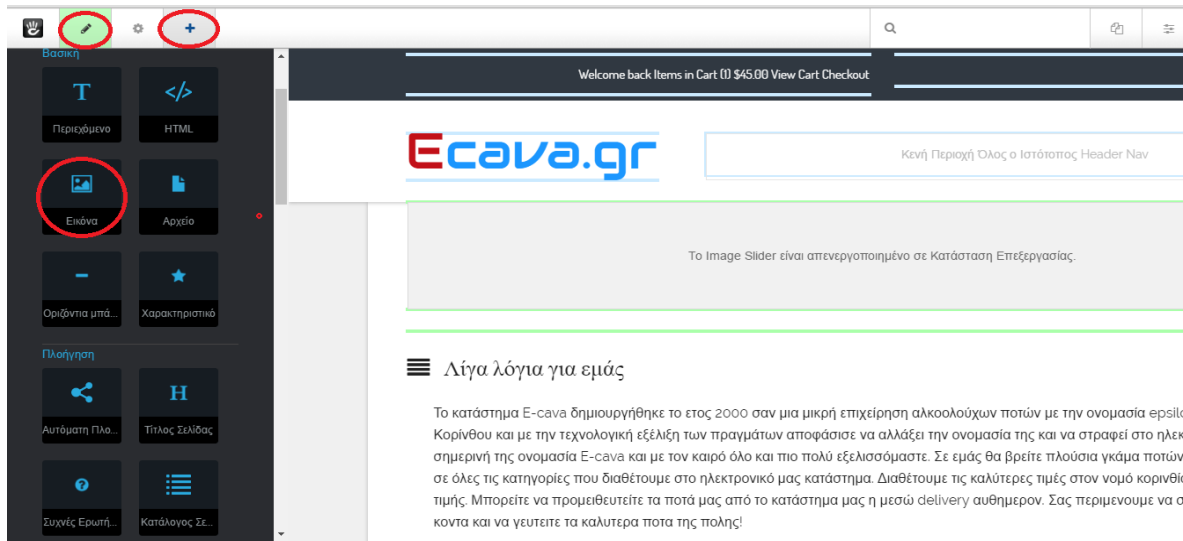 Βασική
Welcome back Items in Cart (1) $45.00 View Cart Checkout
T
</>
Περιεχόμενο
HTML
Ecava.gr
Κενή Περιοχή Όλος ο Ιστότοπος Header Nav
Εικόνα
Αρχείο
Το Image Slider είναι απενεργοποιημένο σε Κατάσταση Επεξεργασίας.
Οριζόντια μπά...
Χαρακτηριστικό
Πλοήγηση
Λίγα λόγια για εμάς
H
Αυτόματη Πλο...
Τίτλος Σελίδας
Το κατάστημα E-cava δημιουργήθηκε το ετος 2000 σαν μια μικρή επιχείρηση αλκοολούχων ποτών με την ονομασία epsilo
Κορίνθου και με την τεχνολογική εξέλιξη των πραγμάτων αποφάσισε να αλλάξει την ονομασία της και να στραφεί στο ηλεκ
σημερινή της ονομασία E-cava και με τον καιρό όλο και πιο πολύ εξελισσόμαστε. Σε εμάς θα βρείτε πλούσια γκάμα ποτών
σε όλες τις κατηγορίες που διαθέτουμε στο ηλεκτρονικό μας κατάστημα. Διαθέτουμε τις καλύτερες τιμές στον νομό κορινθί
τιμής. Μπορείτε να προμειθευτείτε τα ποτά μας από το κατάστημα μας η μεσώ delivery αυθημερον. Σας περιμενουμε να σ
κοντα και να γευτειτε τα καλυτερα ποτα της πολης!
Συχνές Ερωτή...
Κατάλογος Σε...